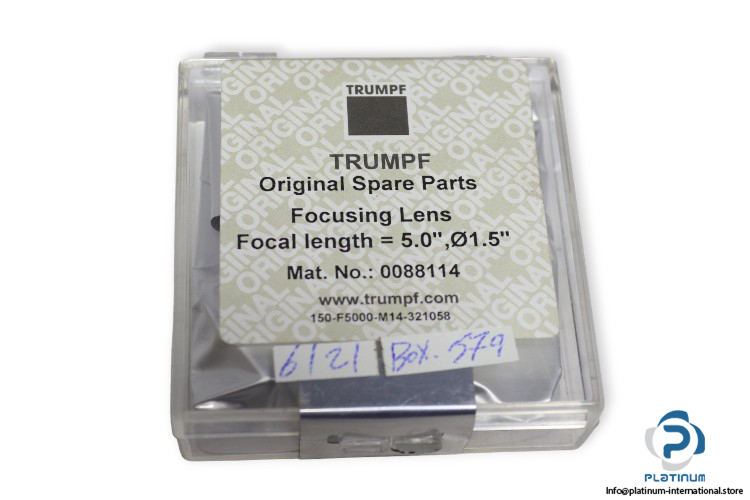 TRUMPF
TRUMPF
Original Spare Parts
Focusing Lens
Focal length = 5.0",Ø1.5"
Mat. No.: 0088114
www.trumpf.com
150-F5000-M14-321058
6/21 Box. 579
PLATINUM
Info@platinum-international.store